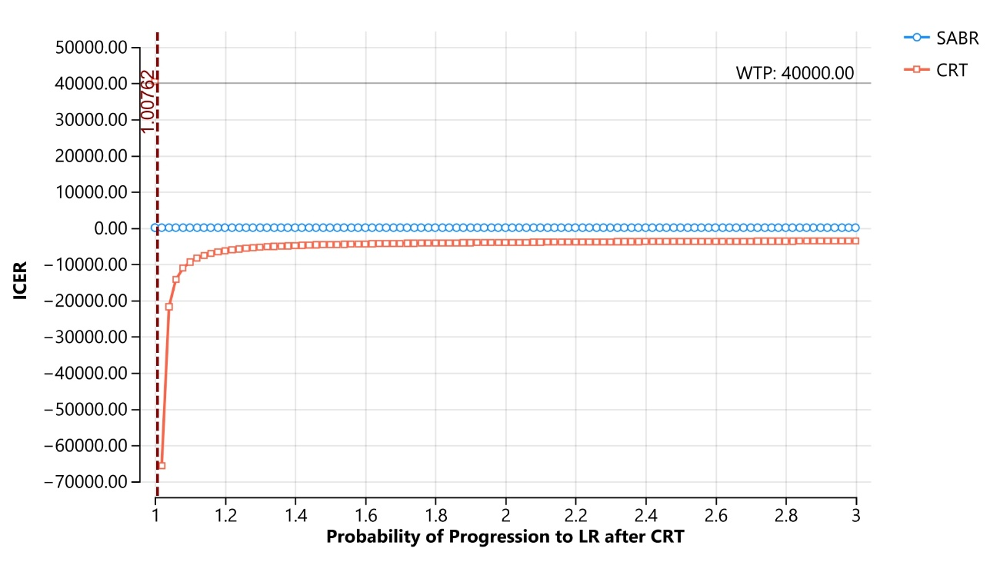 SABR
CRT
50000.00
40000.00
30000.00
20000.00
10000.00
0.00
−10000.00
−20000.00
−30000.00
−40000.00
−50000.00
−60000.00
−70000.00
ICER
1.00762
WTP: 40000.00
1 1.2 1.4 1.6 1.8 2 2.2 2.4 2.6 2.8 3
Probability of Progression to LR after CRT